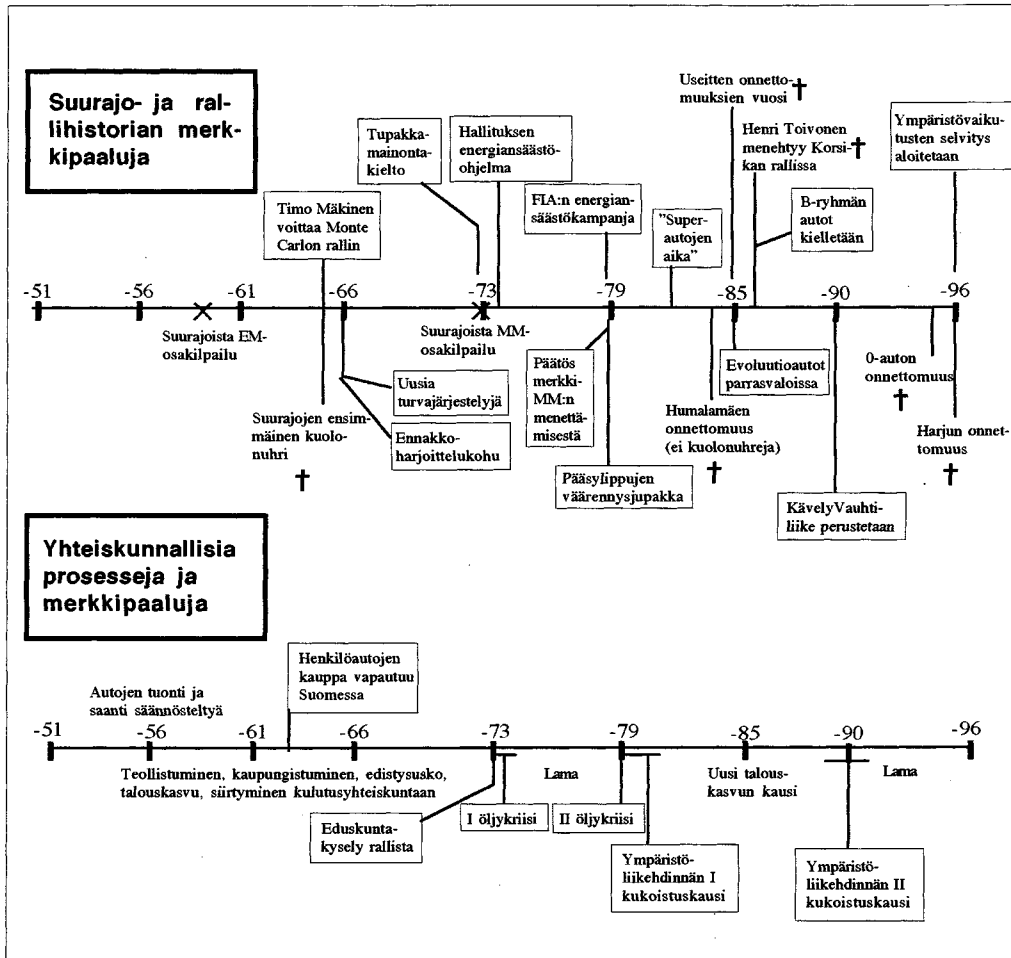 Suurajo- ja ral-
lihistorian merk-
kipaaluja
Tupakka-
mainonta-
kielto
Hallituksen
energiansäästö-
ohjelma
Useitten onnetto-
muuksien vuosi
Henri Toivonen
menehtyy Korsi-
kan rallissa
Ympäristövaiku-
tusten selvitys
aloitetaan
Timo Mäkinen
voittaa Monte
Carlon rallin
FIA:n energian-
säästökampanja
"Super-
autojen
aika"
B-ryhmän
autot
kielletään
-51 -56 -61 -66 -73 -79 -85 -90 -96
Suurajoista EM-
osakilpailu
Suurajoista MM-
osakilpailu
Suurajojen ensim-
mäinen kuolon-
uhri
Uusia
turvajärjestelyjä
Ennakko-
harjoittelukohu
Päätös
merkki-
MM:n
menettä-
misestä
Pääsylippujen
väärennysjupakka
Humalamäen
onnettomuus
(ei kuolonuhreja)
Evoluutioautot
parrasvaloissa
KävelyVauhti-
liike perustetaan
0-auton
onnettomuus
Harjun onnet-
tomuus
Yhteiskunnallisia
prosesseja ja
merkkipaaluja
Autojen tuonti ja
saanti säännösteltyä
Henkilöautojen
kauppa vapautuu
Suomessa
-51 -56 -61 -66 -73 -79 -85 -90 -96
Teollistuminen, kaupungistuminen, edistysusko,
talouskasvu, siirtyminen kulutusyhteiskuntaan
Lama
Uusi talous-
kasvun kausi
Lama
Eduskunta-
kysely rallista
I öljykriisi
II öljykriisi
Ympäristö-
liikehdinnän I
kukoistuskausi
Ympäristö-
liikehdinnän II
kukoistuskausi